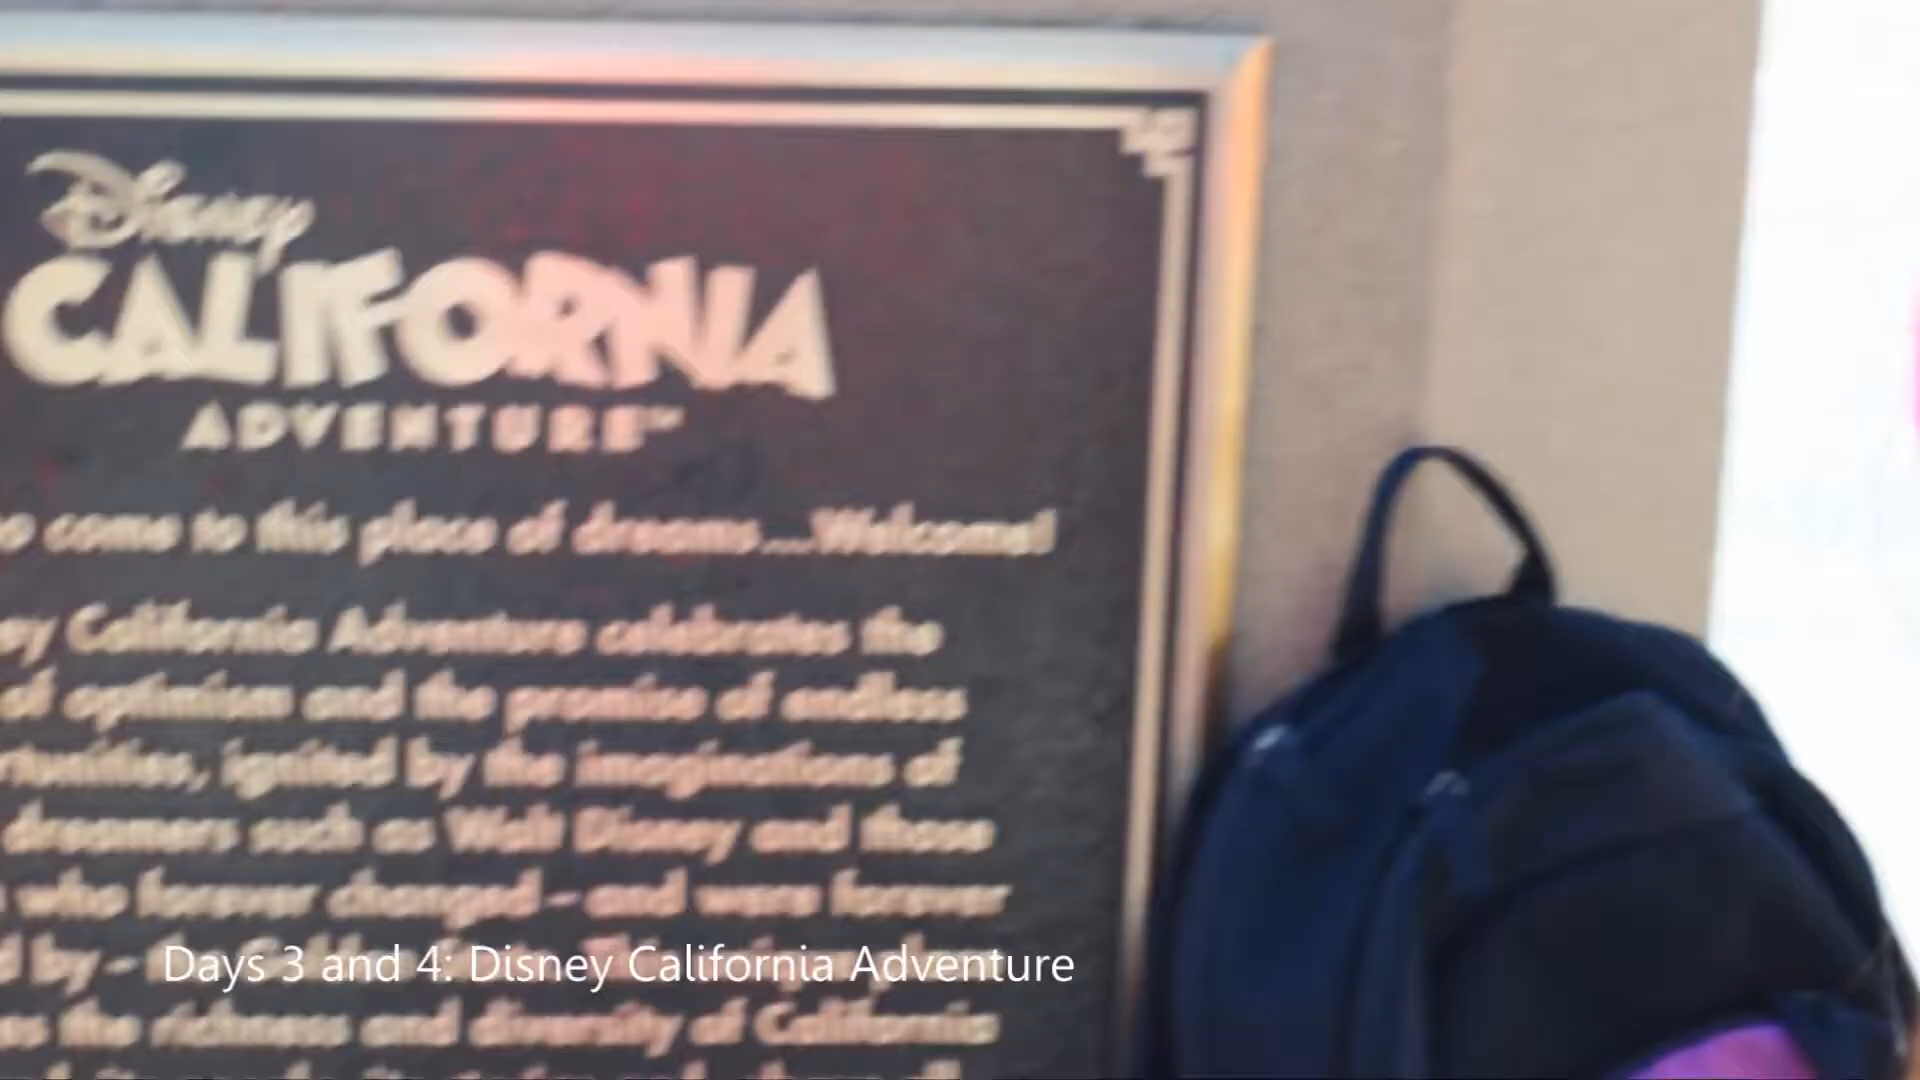 Disney
CALIFORNIA
ADVENTURE™
come to this place of dreams...Welcome!
California Adventure celebrates the
of optimism and the promise of endless
ignited by the imaginations of
dreamers such as Walt Disney and those
who forever changed - and were forever
by -
Days 3 and 4: Disney California Adventure
the richness and diversity of California